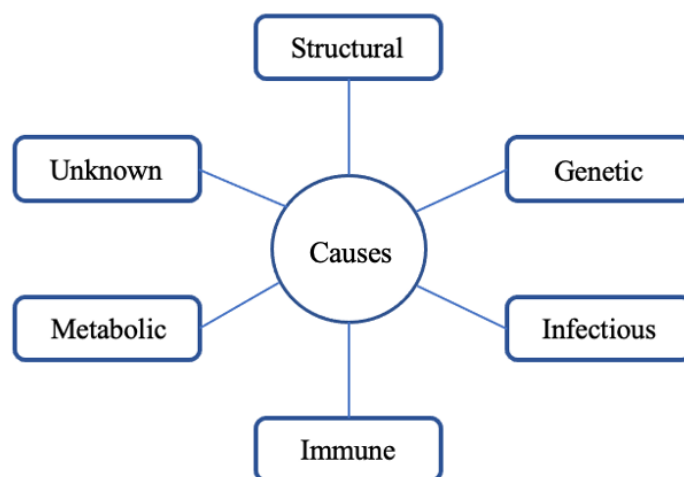 Structural
Unknown
Genetic
Causes
Metabolic
Infectious
Immune